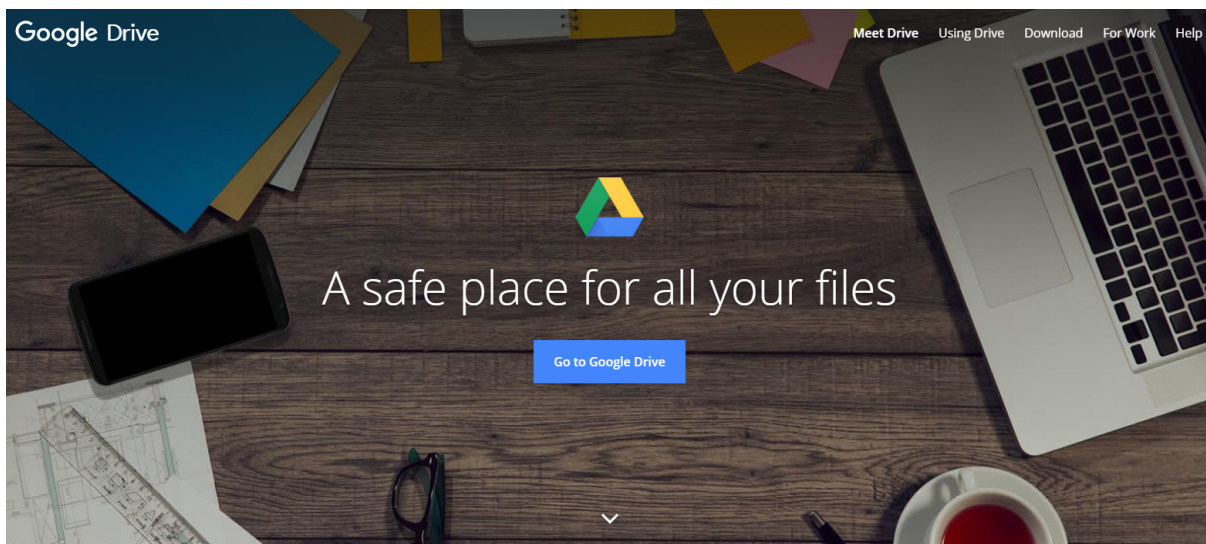 Google Drive
Meet Drive Using Drive Download For Work Help
A safe place for all your files
Go to Google Drive